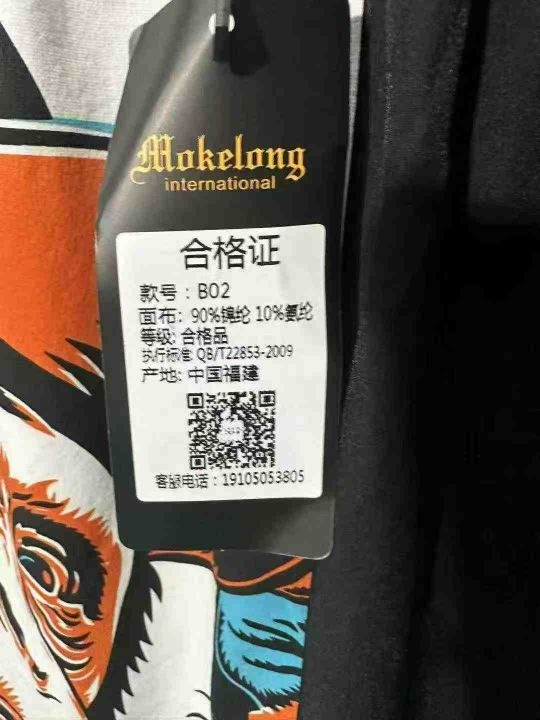 Mokelong
international
合格证
款号：B02
面布：90%锦纶 10%氨纶
等级: 合格品
执行标准: QB/T22853-2009
产地: 中国福建
客服电话：19105053805